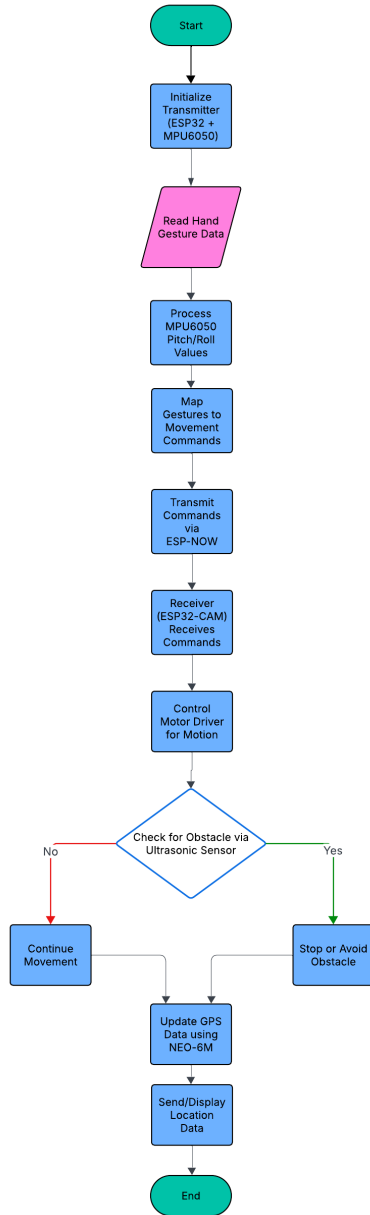 Start
Initialize
Transmitter
(ESP32 +
MPU6050)
Read Hand
Gesture Data
Process
MPU6050
Pitch/Roll
Values
Map
Gestures to
Movement
Commands
Transmit
Commands
via
ESP-NOW
Receiver
(ESP32-CAM)
Receives
Commands
Control
Motor Driver
for Motion
Check for Obstacle via
Ultrasonic Sensor
No
Yes
Continue
Movement
Stop or Avoid
Obstacle
Update GPS
Data using
NEO-6M
Send/Display
Location
Data
End